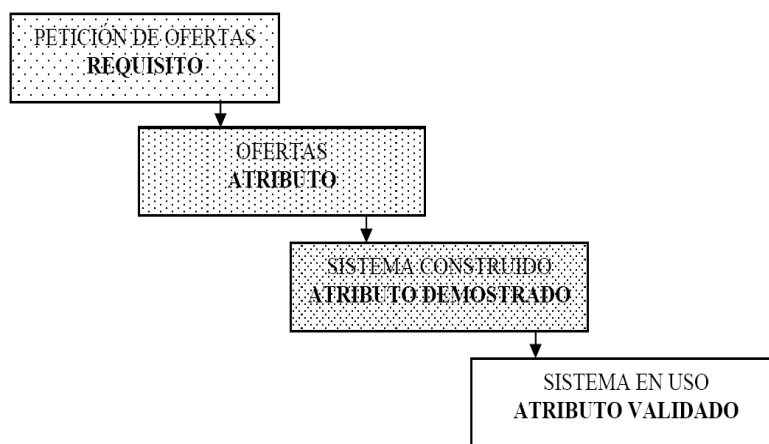 PETICIÓN DE OFERTAS
REQUISITO
OFERTAS
ATRIBUTO
SISTEMA CONSTRUIDO
ATRIBUTO DEMOSTRADO
SISTEMA EN USO
ATRIBUTO VALIDADO